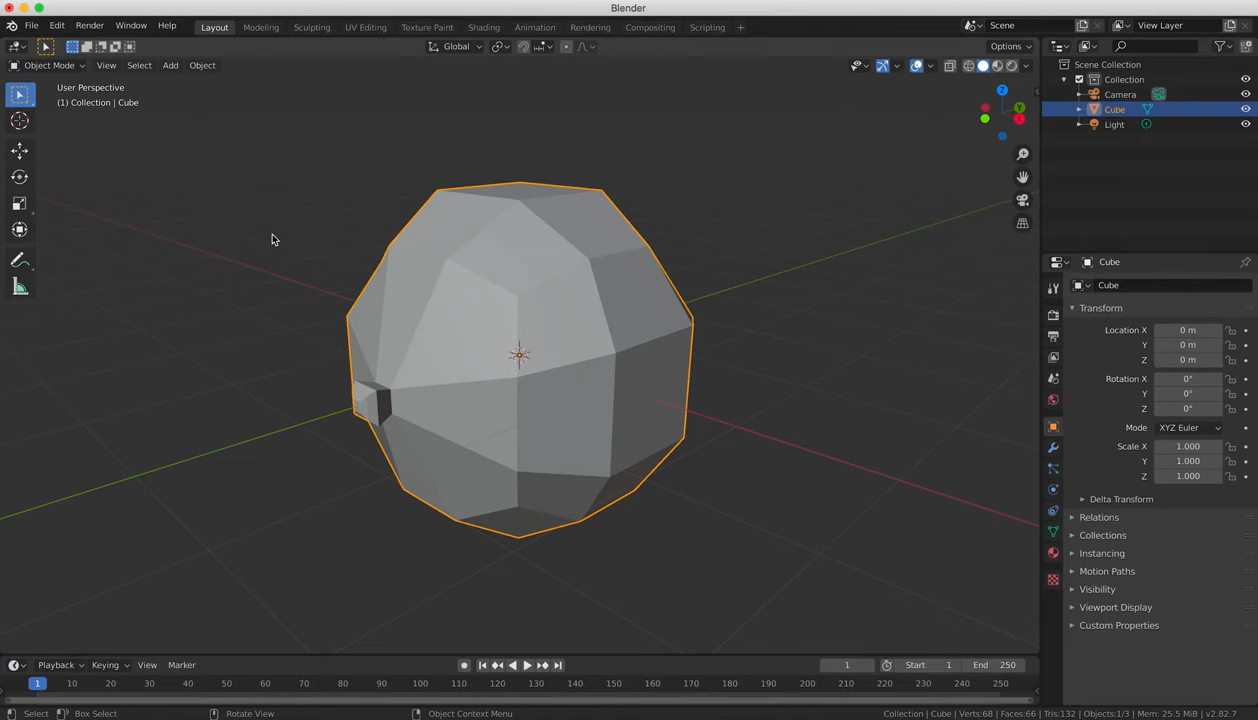 Blender
File Edit Render Window Help Layout Modeling Sculpting UV Editing Texture Paint Shading Animation Rendering Compositing Scripting + Scene View Layer
Global Options
Object Mode View Select Add Object
User Perspective
(1) Collection | Cube
Z
Y
X
Scene Collection
Collection
Camera
Cube
Light
Cube
Cube
Transform
Location X 0 m
Y 0 m
Z 0 m
Rotation X 0°
Y 0°
Z 0°
Mode XYZ Euler
Scale X 1.000
Y 1.000
Z 1.000
Delta Transform
Relations
Collections
Instancing
Motion Paths
Visibility
Viewport Display
Custom Properties
Playback Keying View Marker 1 Start 1 End 250
1 10 20 30 40 50 60 70 80 90 100 110 120 130 140 150 160 170 180 190 200 210 220 230 240 250
Select Box Select Rotate View Object Context Menu Collection | Cube | Verts:68 | Faces:66 | Tris:132 | Objects:1/3 | Mem: 25.5 MiB | v2.82.7